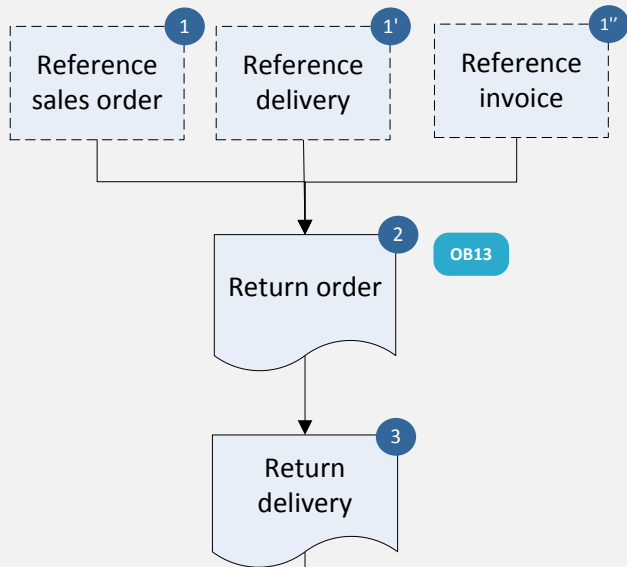 1
Reference
sales order
1'
Reference
delivery
1''
Reference
invoice
2
Return order
OB13
3
Return
delivery